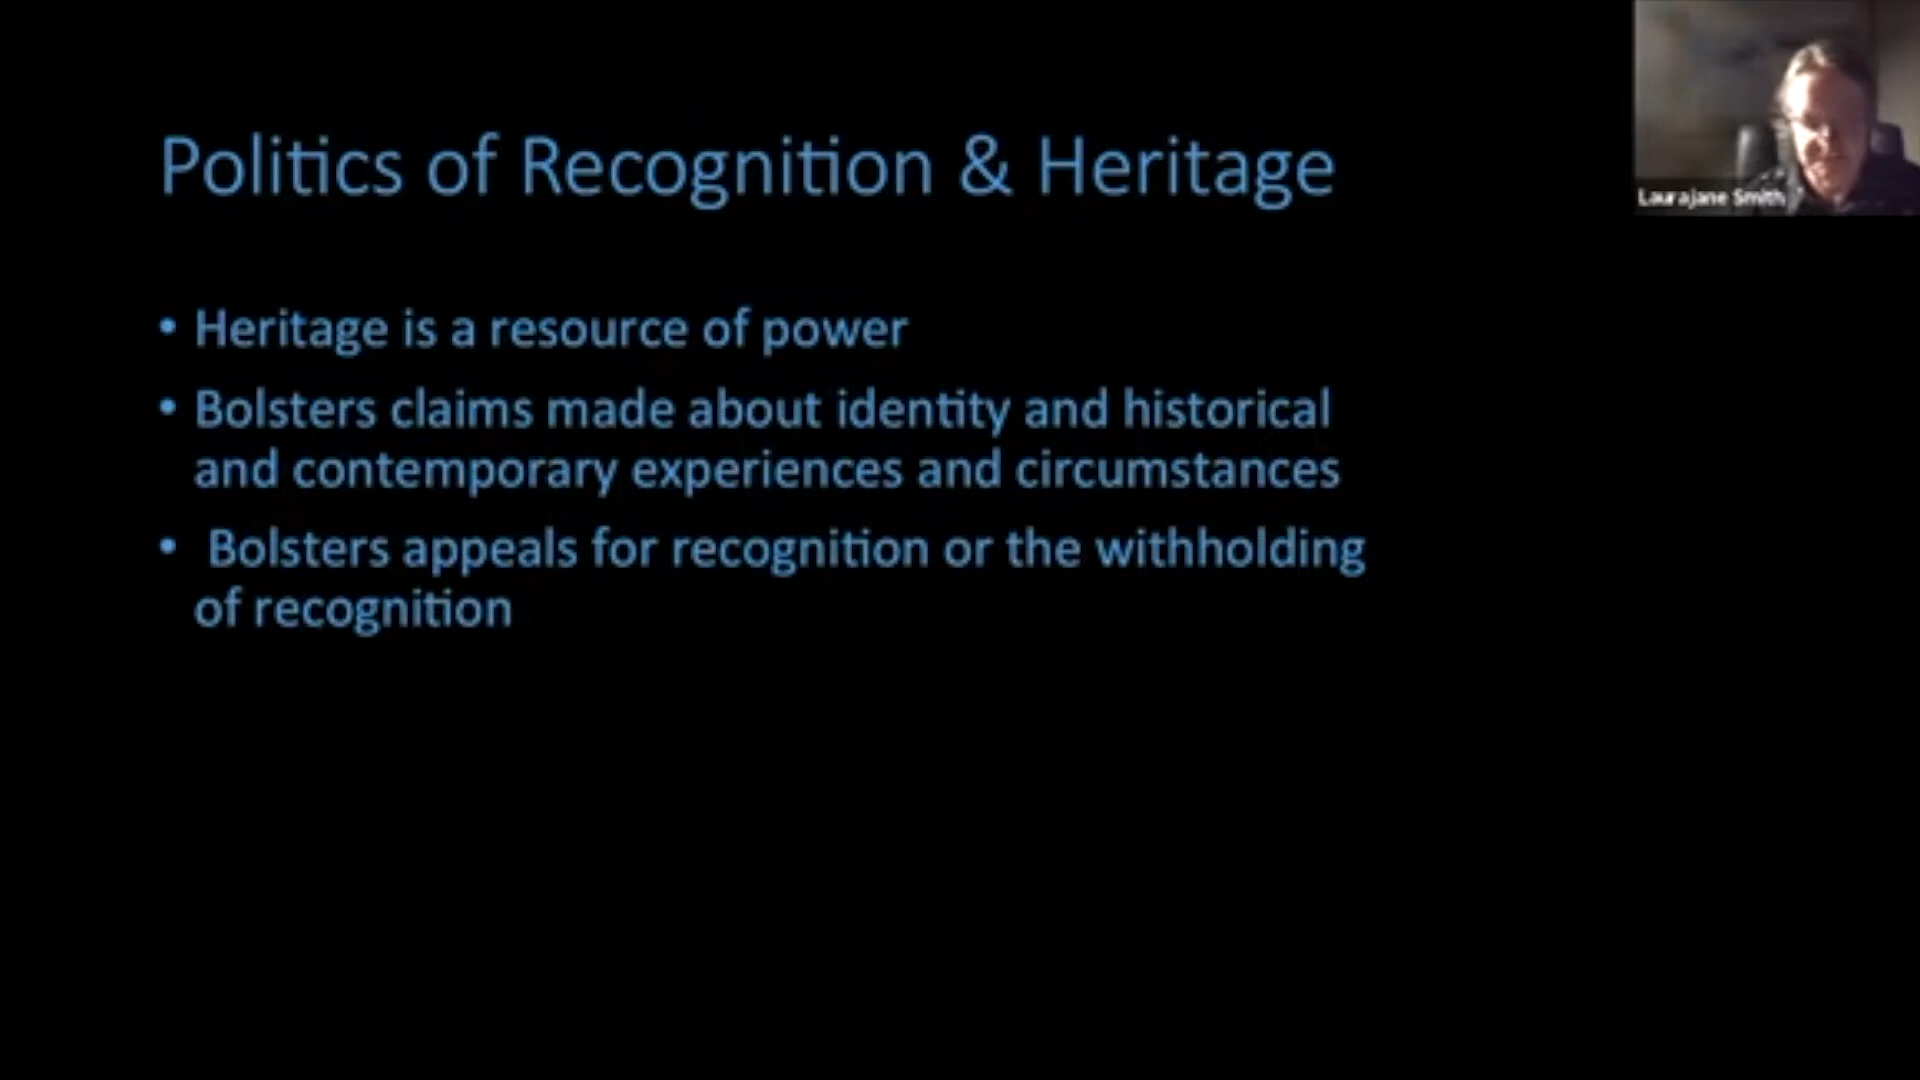 Politics of Recognition & Heritage
Laurajane Smith
• Heritage is a resource of power
• Bolsters claims made about identity and historical
and contemporary experiences and circumstances
• Bolsters appeals for recognition or the withholding
of recognition